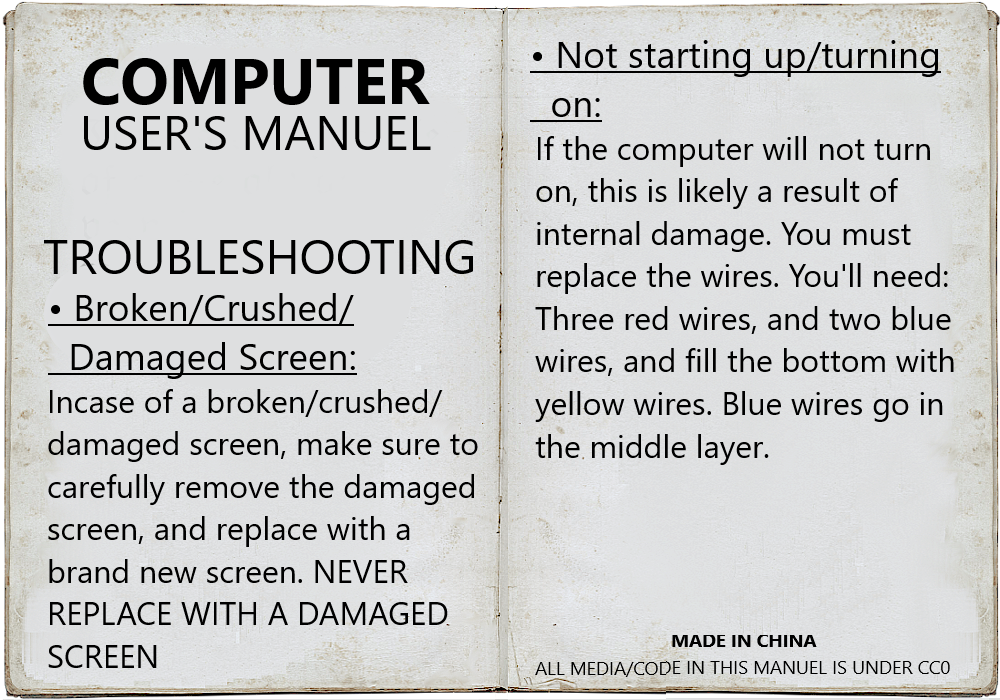 COMPUTER
USER'S MANUEL
TROUBLESHOOTING
• Broken/Crushed/
Damaged Screen:
Incase of a broken/crushed/
damaged screen, make sure to
carefully remove the damaged
screen, and replace with a
brand new screen. NEVER
REPLACE WITH A DAMAGED
SCREEN
• Not starting up/turning
on:
If the computer will not turn
on, this is likely a result of
internal damage. You must
replace the wires. You'll need:
Three red wires, and two blue
wires, and fill the bottom with
yellow wires. Blue wires go in
the middle layer.
MADE IN CHINA
ALL MEDIA/CODE IN THIS MANUEL IS UNDER CC0